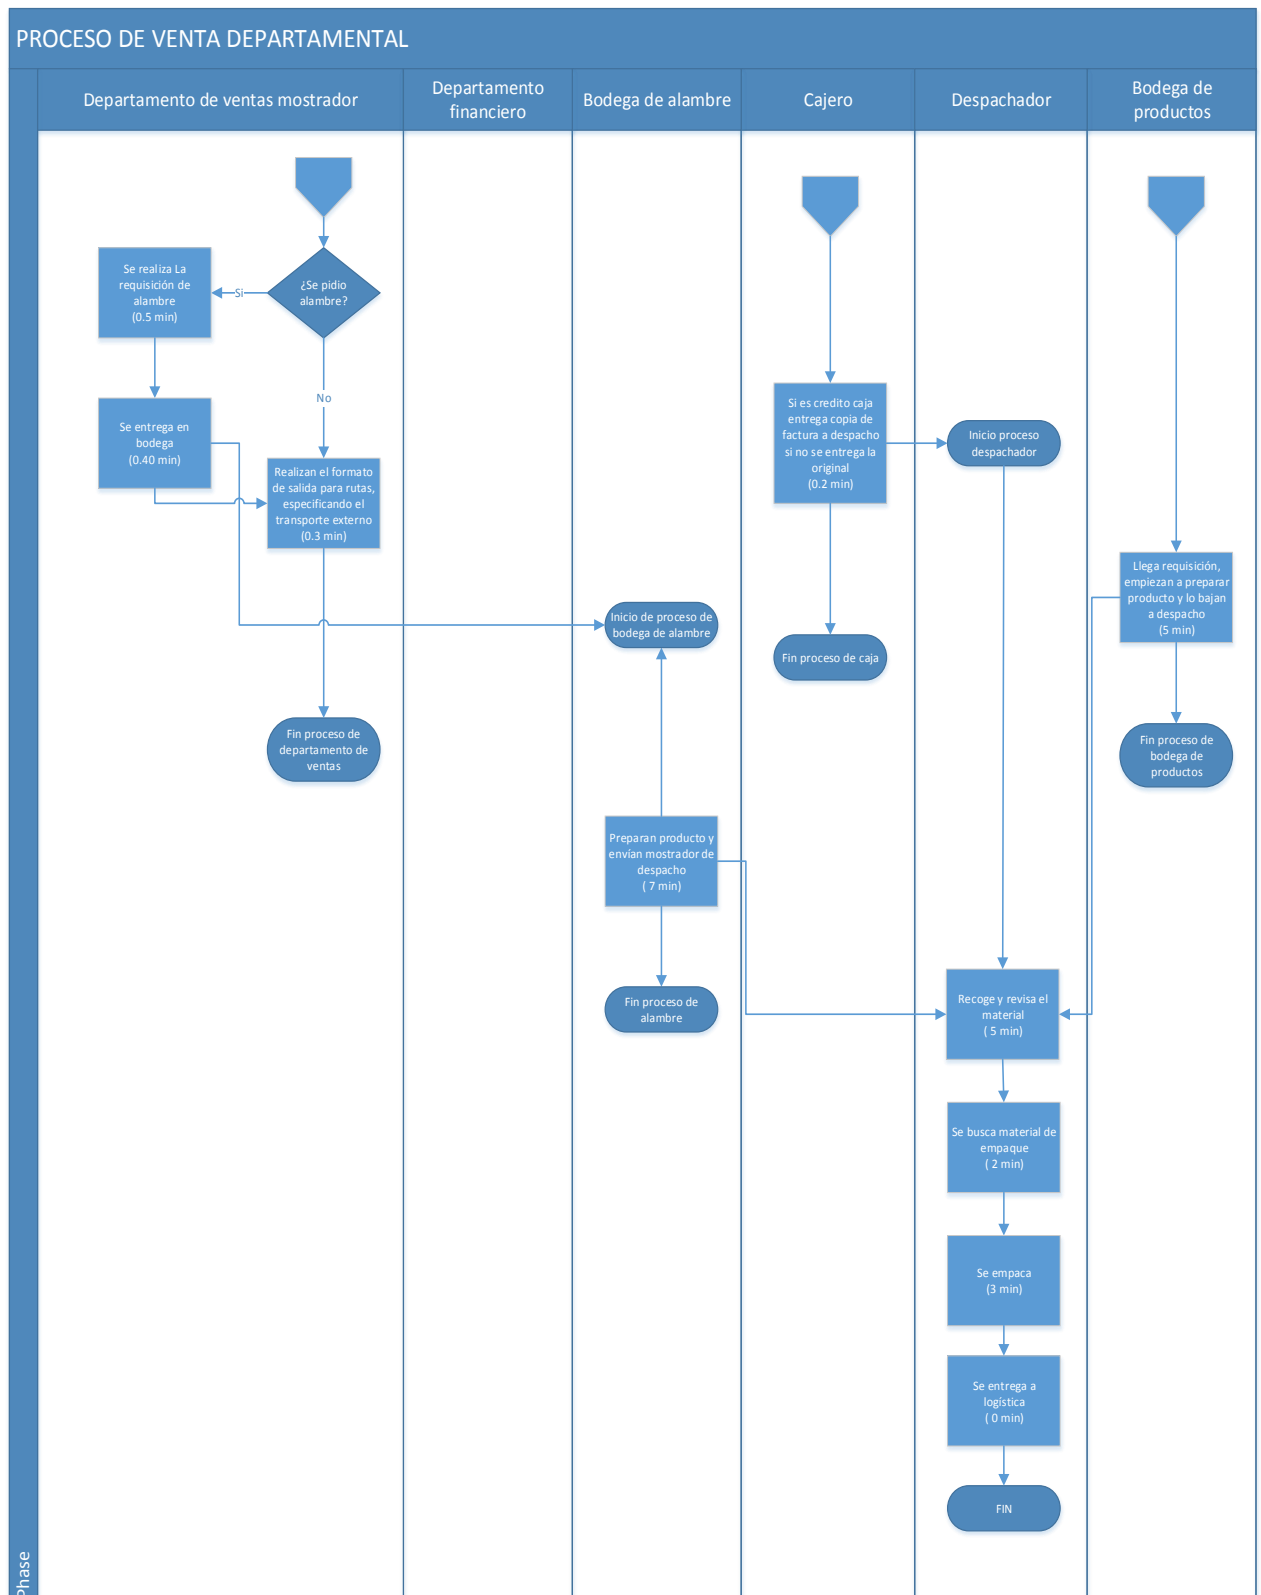 PROCESO DE VENTA DEPARTAMENTAL
Departamento de ventas mostrador
Departamento
financiero
Bodega de alambre
Cajero
Despachador
Bodega de
productos
¿Se pidio
alambre?
Si
No
Se realiza La
requisición de
alambre
(0.5 min)
Se entrega en
bodega
(0.40 min)
Realizan el formato
de salida para rutas,
especificando el
transporte externo
(0.3 min)
Fin proceso de
departamento de
ventas
Inicio de proceso de
bodega de alambre
Preparan producto y
envían mostrador de
despacho
( 7 min)
Fin proceso de
alambre
Si es credito caja
entrega copia de
factura a despacho
si no se entrega la
original
(0.2 min)
Fin proceso de caja
Inicio proceso
despachador
Recoge y revisa el
material
( 5 min)
Se busca material de
empaque
( 2 min)
Se empaca
(3 min)
Se entrega a
logística
( 0 min)
FIN
Llega requisición,
empiezan a preparar
producto y lo bajan
a despacho
(5 min)
Fin proceso de
bodega de
productos
Phase